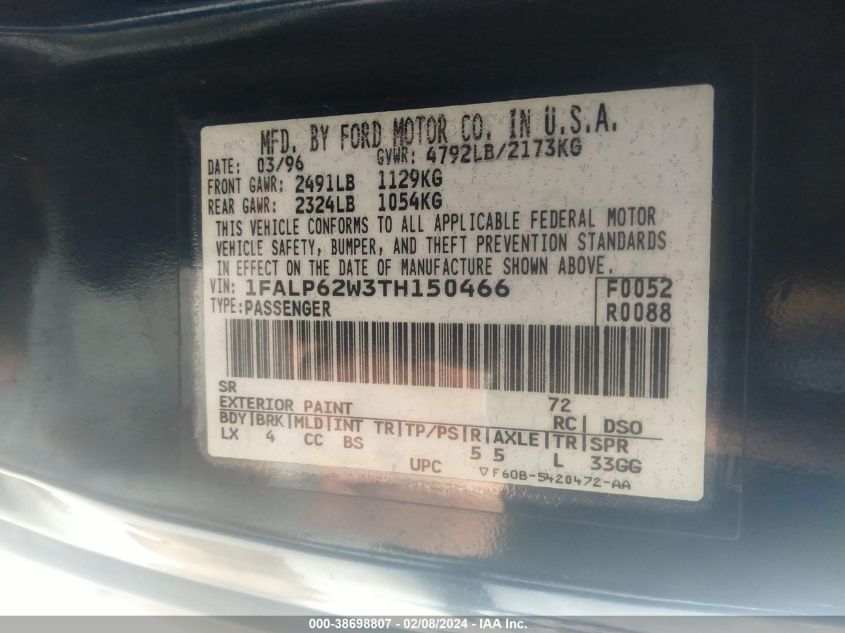 MFD. BY FORD MOTOR CO. IN U.S.A.
DATE: 03/96 GVWR: 4792LB/2173KG
FRONT GAWR: 2491LB 1129KG
REAR GAWR: 2324LB 1054KG
THIS VEHICLE CONFORMS TO ALL APPLICABLE FEDERAL MOTOR
VEHICLE SAFETY, BUMPER, AND THEFT PREVENTION STANDARDS
IN EFFECT ON THE DATE OF MANUFACTURE SHOWN ABOVE.
VIN: 1FALP62W3TH150466 F0052
TYPE: PASSENGER R0088
SR
EXTERIOR PAINT 72
RC| DSO
BDY|BRK|MLD|INT TR|TP/PS|R|AXLE|TR|SPR
LX 4 CC BS 5 5 L 33GG
UPC ▽F60B-5420472-AA
000-38698807 - 02/08/2024 - IAA Inc.